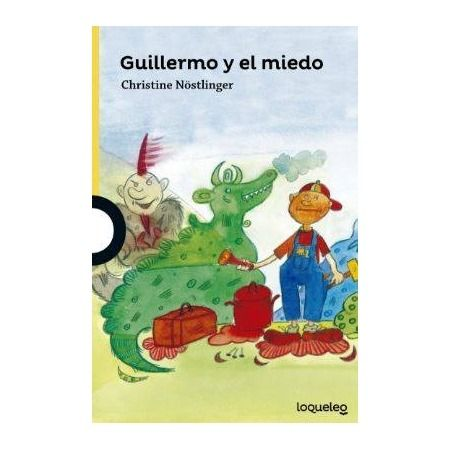 Guillermo y el miedo
Christine Nöstlinger
loqueleo